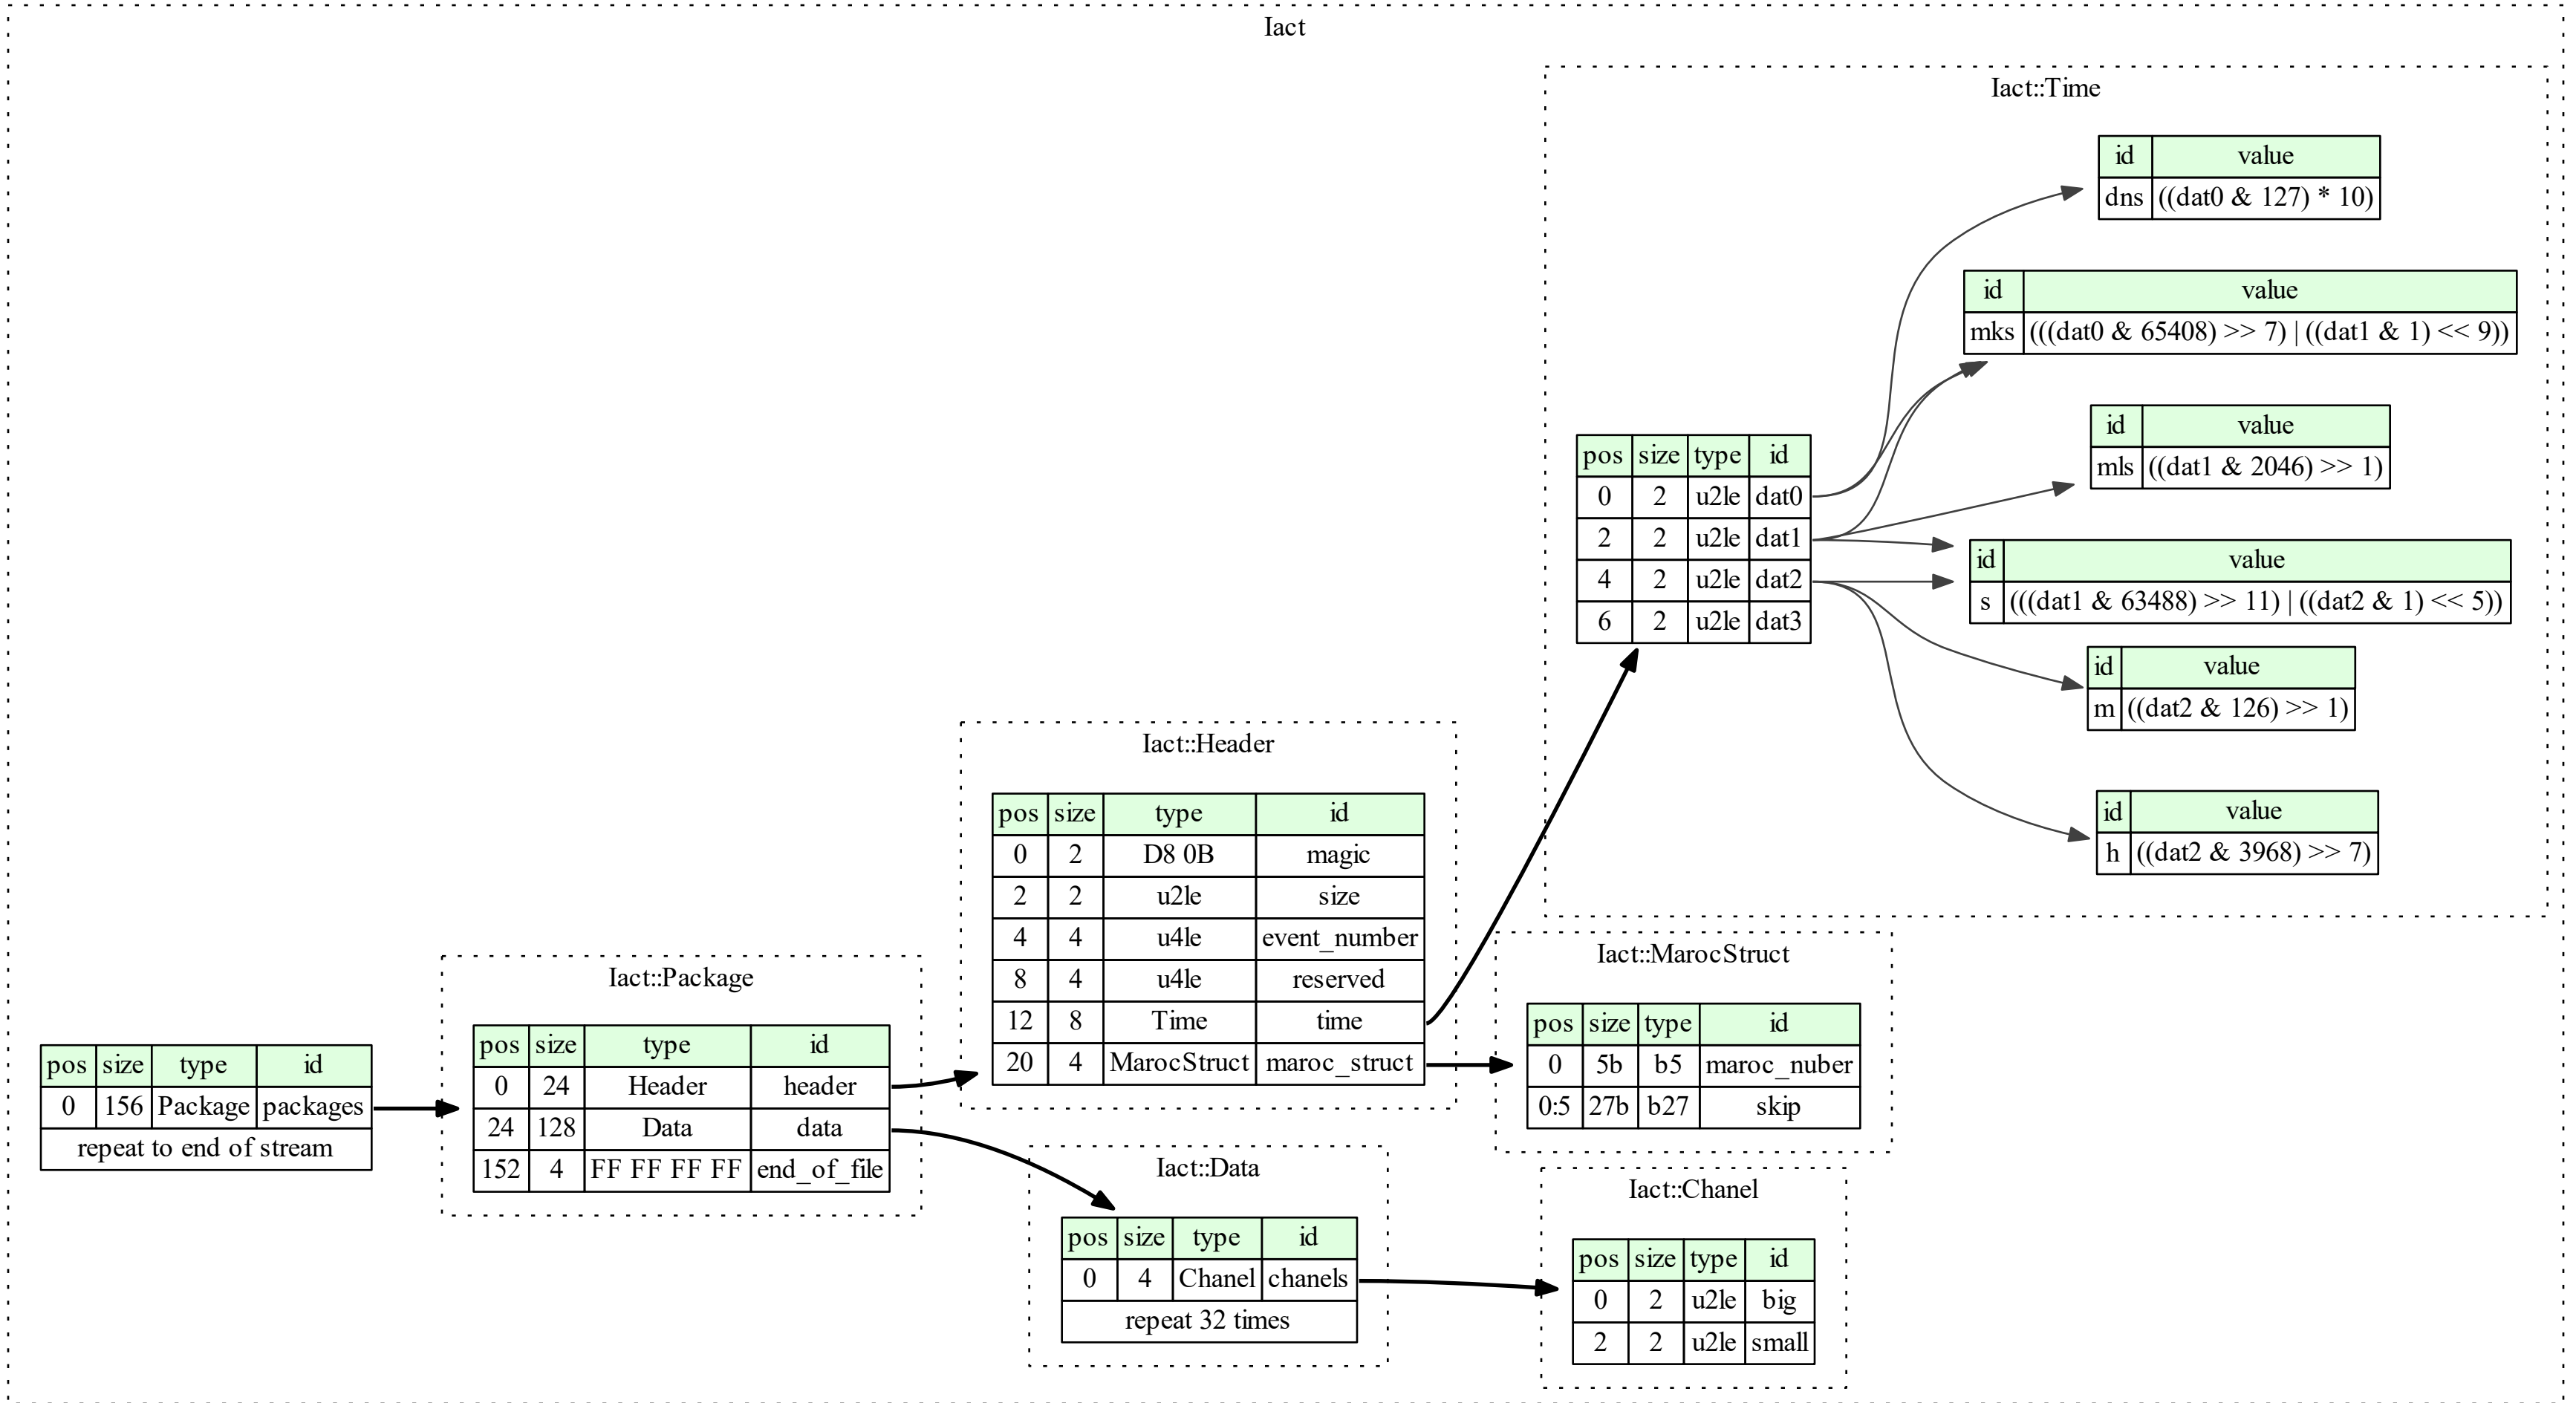 Iact
Iact::Time
id value
dns ((dat0 & 127) * 10)
id value
mks (((dat0 & 65408) >> 7) | ((dat1 & 1) << 9))
id value
mls ((dat1 & 2046) >> 1)
pos size type id
0 2 u2le dat0
2 2 u2le dat1
4 2 u2le dat2
6 2 u2le dat3
id value
s (((dat1 & 63488) >> 11) | ((dat2 & 1) << 5))
id value
m ((dat2 & 126) >> 1)
id value
h ((dat2 & 3968) >> 7)
Iact::Header
pos size type id
0 2 D8 0B magic
2 2 u2le size
4 4 u4le event_number
8 4 u4le reserved
12 8 Time time
20 4 MarocStruct maroc_struct
Iact::MarocStruct
pos size type id
0 5b b5 maroc_nuber
0:5 27b b27 skip
Iact::Package
pos size type id
0 24 Header header
24 128 Data data
152 4 FF FF FF FF end_of_file
pos size type id
0 156 Package packages
repeat to end of stream
Iact::Data
pos size type id
0 4 Chanel chanels
repeat 32 times
Iact::Chanel
pos size type id
0 2 u2le big
2 2 u2le small